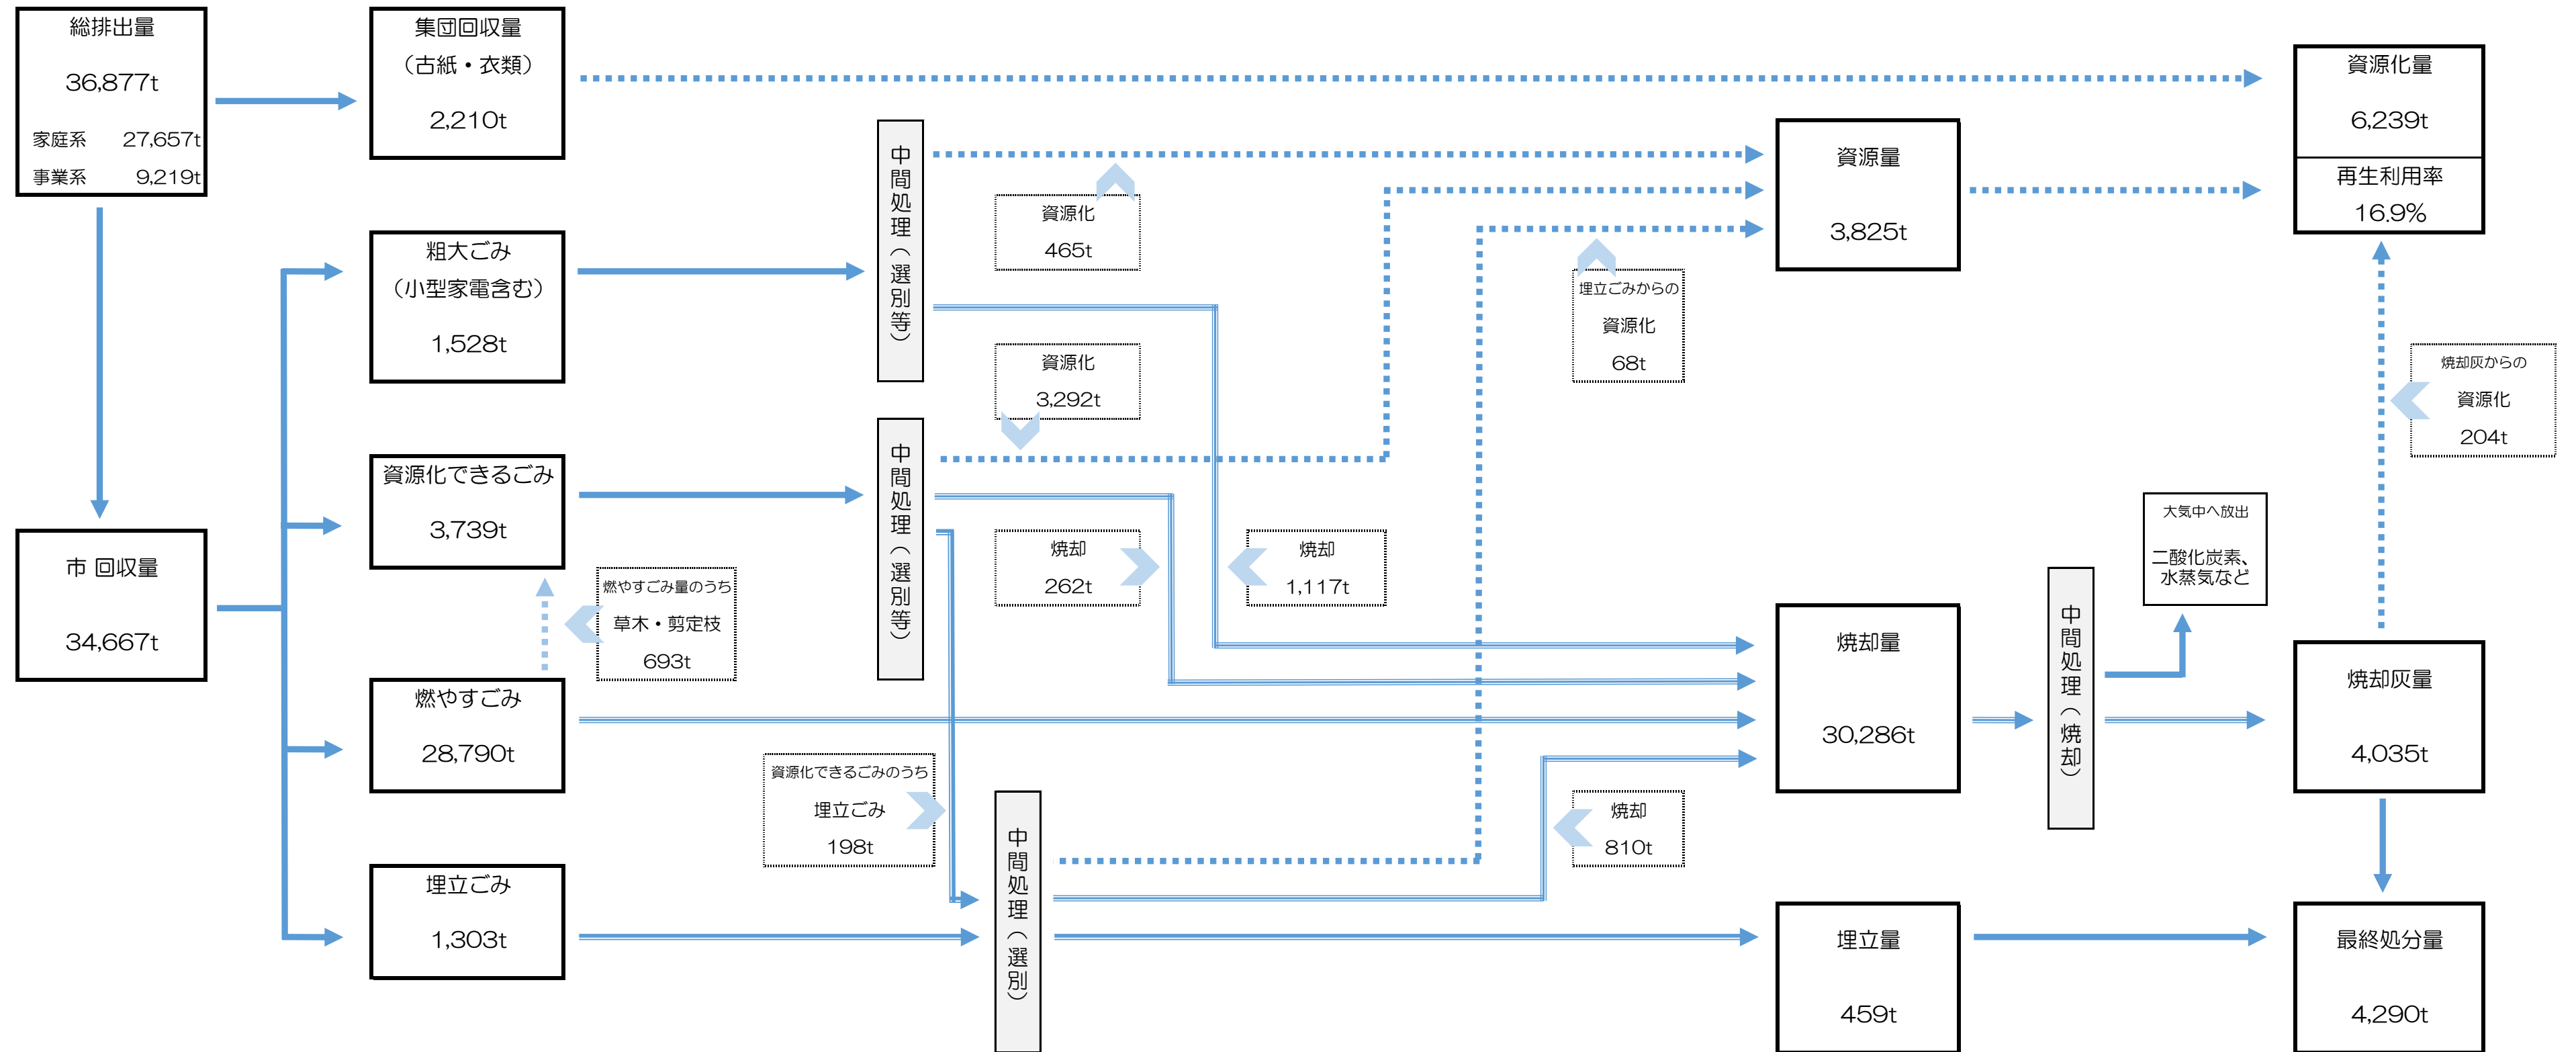 総排出量
36,877t
家庭系 27,657t
事業系 9,219t
集団回収量
（古紙・衣類）
2,210t
粗大ごみ
（小型家電含む）
1,528t
資源化できるごみ
3,739t
市 回収量
34,667t
燃やすごみ量のうち
草木・剪定枝
693t
燃やすごみ
28,790t
埋立ごみ
1,303t
中間処理（選別等）
中間処理（選別等）
資源化
465t
資源化
3,292t
焼却
262t
焼却
1,117t
資源化できるごみのうち
埋立ごみ
198t
中間処理（選別）
埋立ごみからの
資源化
68t
焼却
810t
資源量
3,825t
焼却量
30,286t
埋立量
459t
中間処理（焼却）
大気中へ放出
二酸化炭素、
水蒸気など
資源化量
6,239t
再生利用率
16.9%
焼却灰からの
資源化
204t
焼却灰量
4,035t
最終処分量
4,290t